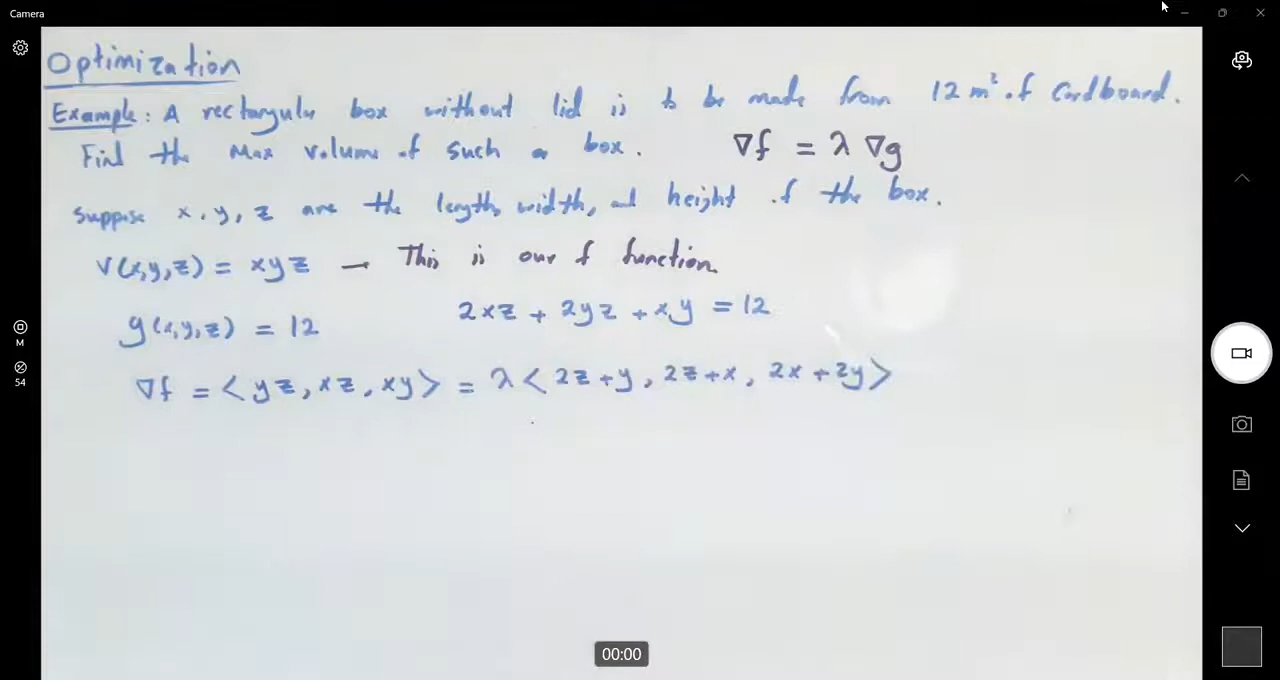 Camera
Optimization
Example: A rectangular box without lid is to be made from 12 m² of Cardboard.
Find the Max volume of such a box. ∇f = λ ∇g
Suppose x, y, z are the length, width, and height of the box.
V(x,y,z) = xyz → This is our f function.
g(x,y,z) = 12 2xz + 2yz + xy = 12
∇f = <yz, xz, xy> = λ <2z+y, 2z+x, 2x+2y>
M
54
00:00